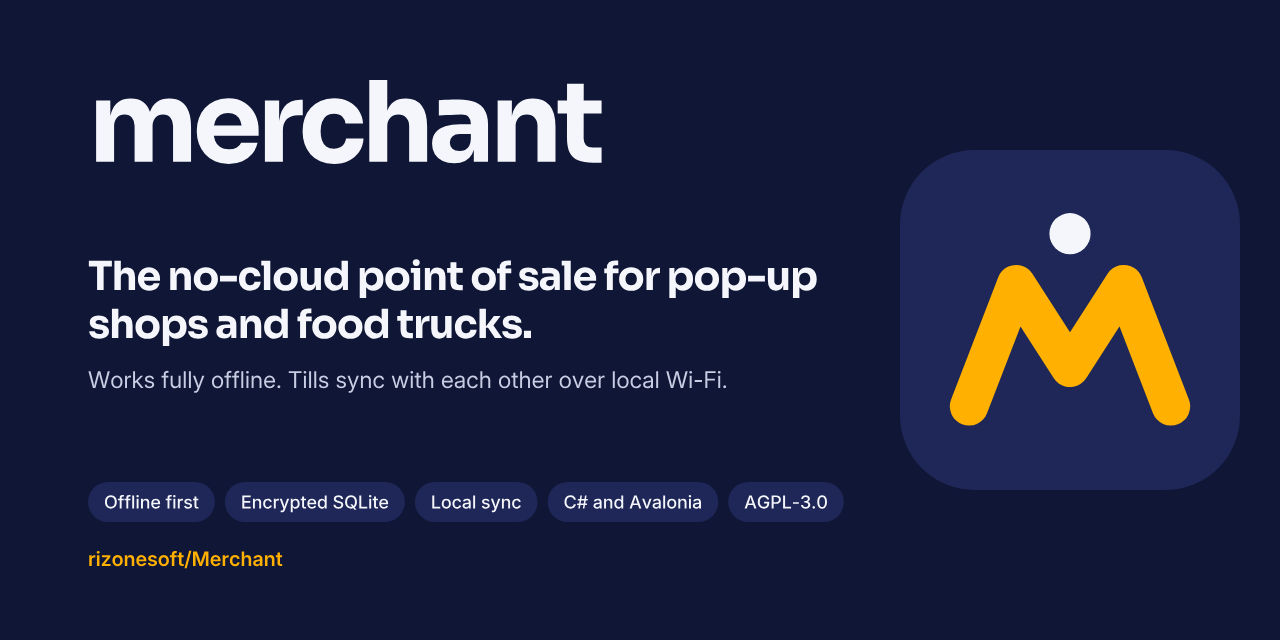 merchant
The no-cloud point of sale for pop-up
shops and food trucks.
Works fully offline. Tills sync with each other over local Wi-Fi.
Offline first
Encrypted SQLite
Local sync
C# and Avalonia
AGPL-3.0
rizonesoft/Merchant